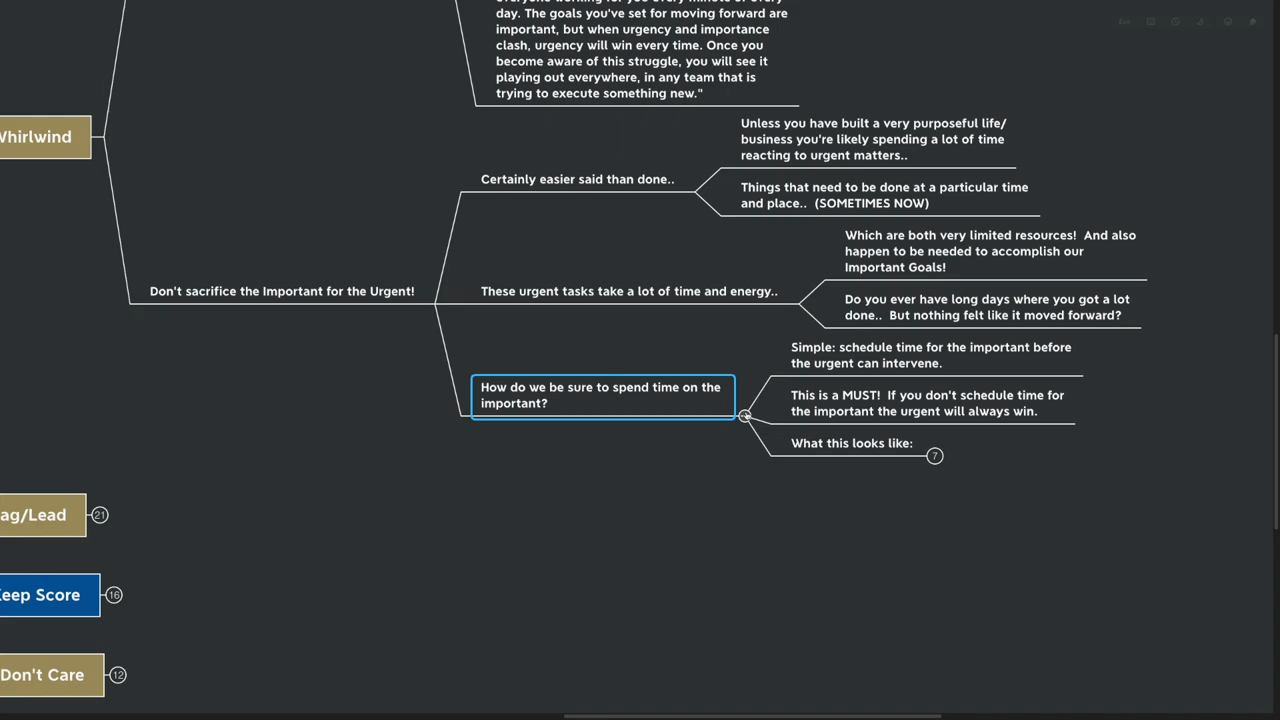 day. The goals you've set for moving forward are
important, but when urgency and importance
clash, urgency will win every time. Once you
become aware of this struggle, you will see it
playing out everywhere, in any team that is
trying to execute something new."
Whirlwind
Unless you have built a very purposeful life/
business you're likely spending a lot of time
reacting to urgent matters..
Certainly easier said than done..
Things that need to be done at a particular time
and place..  (SOMETIMES NOW)
Which are both very limited resources!  And also
happen to be needed to accomplish our
Important Goals!
Don't sacrifice the Important for the Urgent!
These urgent tasks take a lot of time and energy..
Do you ever have long days where you got a lot
done..  But nothing felt like it moved forward?
Simple: schedule time for the important before
the urgent can intervene.
How do we be sure to spend time on the
important?
This is a MUST!  If you don't schedule time for
the important the urgent will always win.
What this looks like:
7
ag/Lead
21
Keep Score
16
Don't Care
12